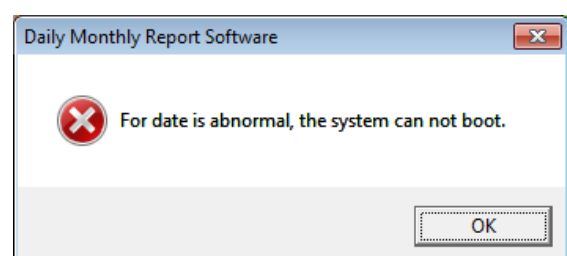 Daily Monthly Report Software
For date is abnormal, the system can not boot.
OK